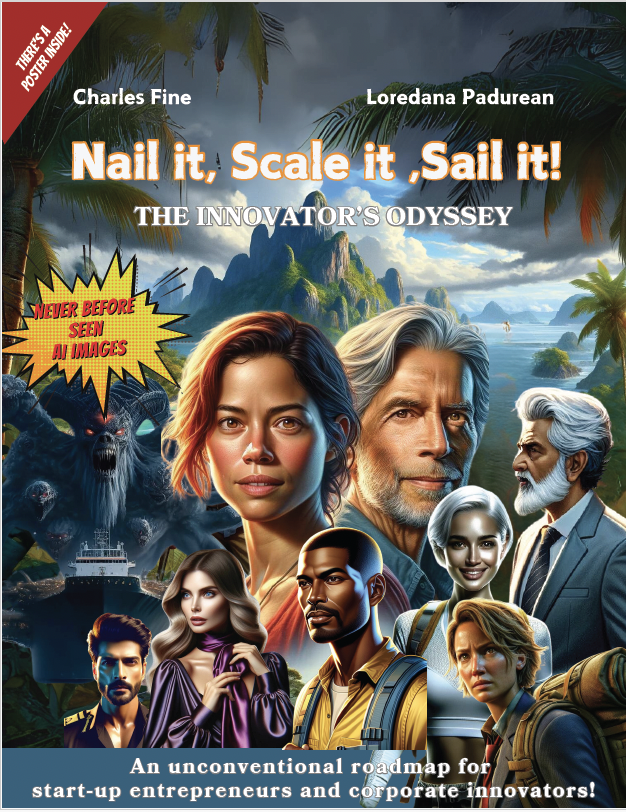 THERE'S A
POSTER INSIDE!
Charles Fine
Loredana Padurean
Nail it, Scale it ,Sail it!
THE INNOVATOR'S ODYSSEY
NEVER BEFORE
SEEN
AI IMAGES
An unconventional roadmap for
start-up entrepreneurs and corporate innovators!